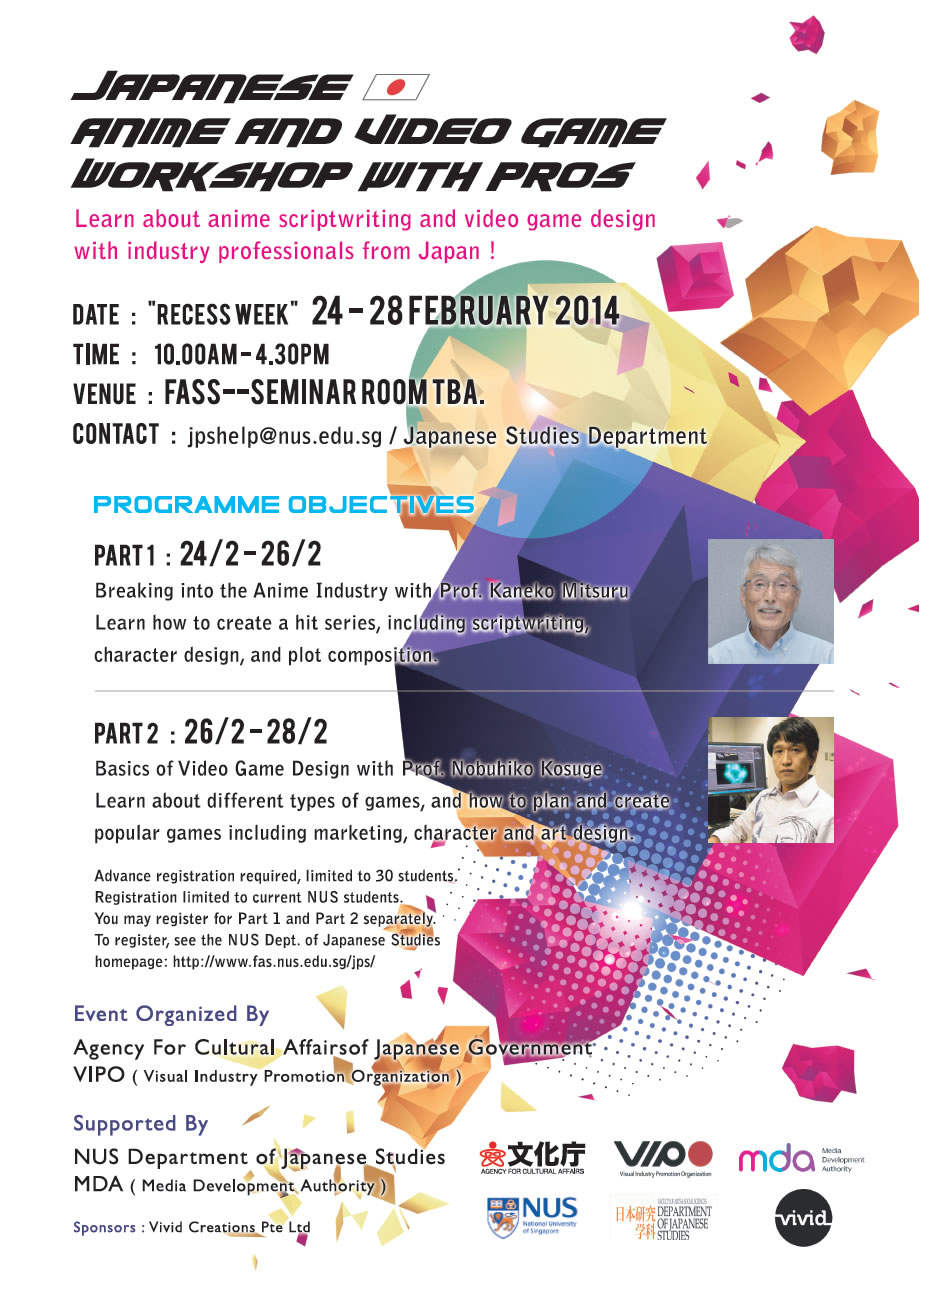 JAPANESE
ANIME AND VIDEO GAME
WORKSHOP WITH PROS
Learn about anime scriptwriting and video game design
with industry professionals from Japan !
DATE : "RECESS WEEK" 24 – 28 FEBRUARY 2014
TIME : 10.00AM – 4.30PM
VENUE : FASS––SEMINAR ROOM TBA.
CONTACT : jpshelp@nus.edu.sg / Japanese Studies Department
PROGRAMME OBJECTIVES
PART 1 : 24/2 – 26/2
Breaking into the Anime Industry with Prof. Kaneko Mitsuru
Learn how to create a hit series, including scriptwriting,
character design, and plot composition.
PART 2 : 26/2 – 28/2
Basics of Video Game Design with Prof. Nobuhiko Kosuge
Learn about different types of games, and how to plan and create
popular games including marketing, character and art design.
Advance registration required, limited to 30 students.
Registration limited to current NUS students.
You may register for Part 1 and Part 2 separately.
To register, see the NUS Dept. of Japanese Studies
homepage: http://www.fas.nus.edu.sg/jps/
Event Organized By
Agency For Cultural Affairsof Japanese Government
VIPO ( Visual Industry Promotion Organization )
Supported By
NUS Department of Japanese Studies
MDA ( Media Development Authority )
Sponsors : Vivid Creations Pte Ltd
文化庁
AGENCY FOR CULTURAL AFFAIRS
VIPO
Visual Industry Promotion Organization
mda
Media
Development
Authority
NUS
National University
of Singapore
FACULTY OF ARTS & SOCIAL SCIENCES
日本研究
学科
DEPARTMENT
OF JAPANESE
STUDIES
vivid